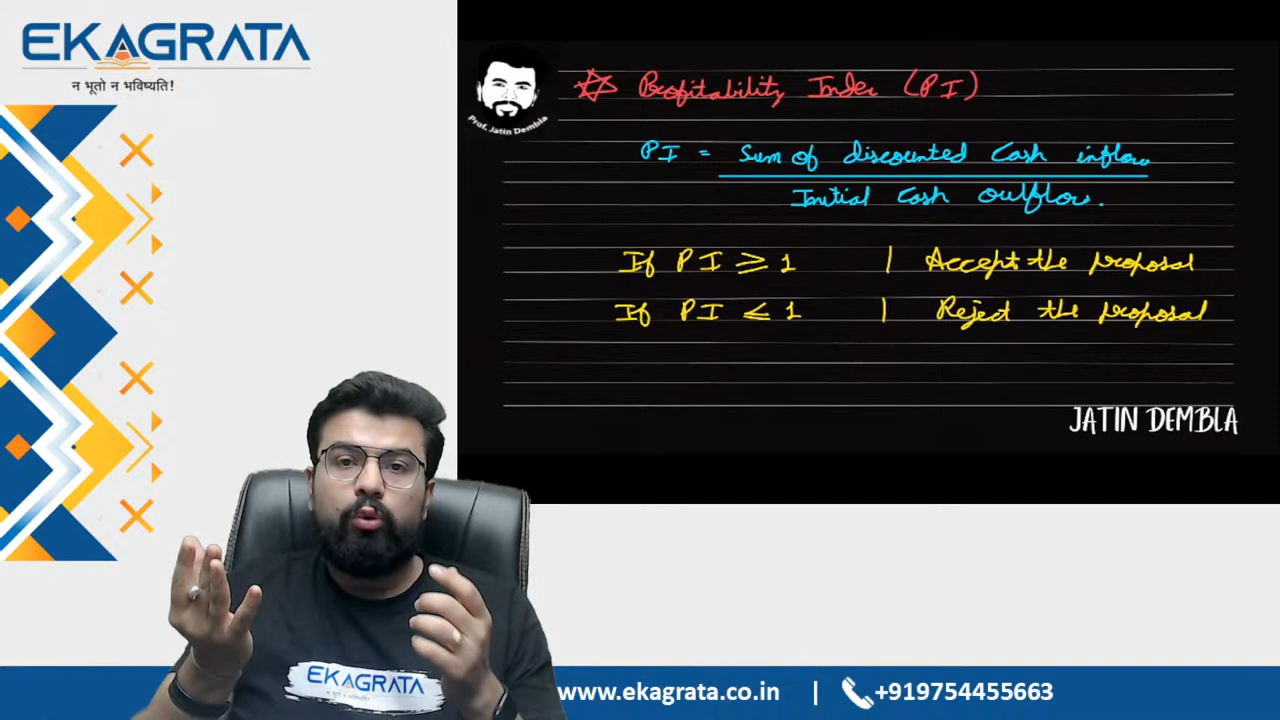 EKAGRATA
न भूतो न भविष्यति!
Prof. Jatin Dembla
Profitability Index (PI)
PI = Sum of discounted Cash inflow
Initial Cash outflow.
If PI ≥ 1 | Accept the proposal
If PI ≤ 1 | Reject the proposal
JATIN DEMBLA
EKAGRATA
न भूतो न भविष्यति!
www.ekagrata.co.in | +919754455663